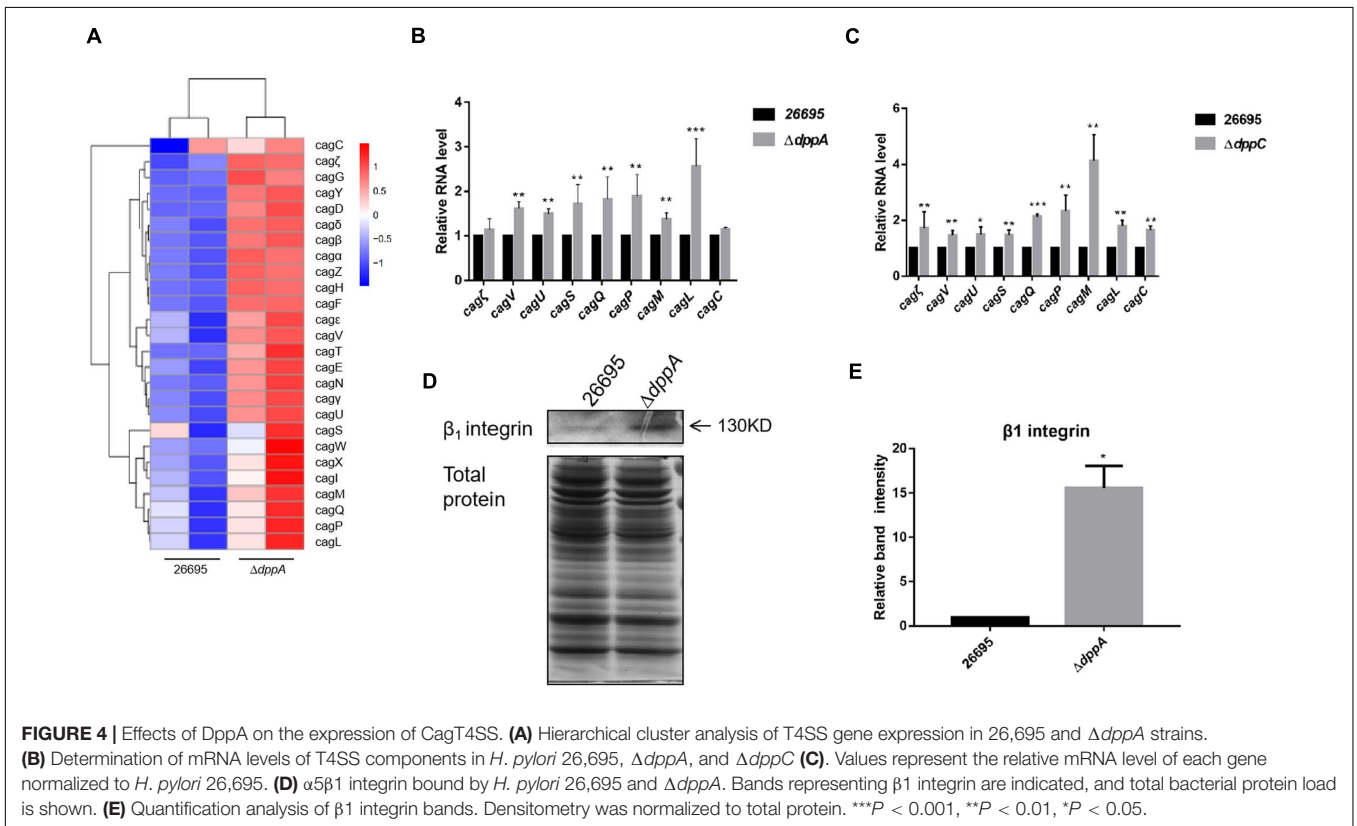 A
cagC
cagζ
cagG
cagY
cagD
cagδ
cagβ
cagα
cagZ
cagH
cagF
cagε
cagV
cagT
cagE
cagN
cagγ
cagU
cagS
cagW
cagX
cagI
cagM
cagQ
cagP
cagL
1
0.5
0
−0.5
−1
26695
ΔdppA
B
Relative RNA level
4
3
2
1
0
** ** ** ** ** ** ***
cagζ cagV cagU cagS cagQ cagP cagM cagL cagC
26695
ΔdppA
C
Relative RNA level
6
4
2
0
** ** * ** *** ** ** ** **
cagζ cagV cagU cagS cagQ cagP cagM cagL cagC
26695
ΔdppC
D
26695 ΔdppA
β1 integrin
← 130KD
Total
protein
E
β1 integrin
Relative band intensity
20
15
10
5
0
*
26695 ΔdppA
FIGURE 4 | Effects of DppA on the expression of CagT4SS. (A) Hierarchical cluster analysis of T4SS gene expression in 26,695 and ΔdppA strains.
(B) Determination of mRNA levels of T4SS components in H. pylori 26,695, ΔdppA, and ΔdppC (C). Values represent the relative mRNA level of each gene
normalized to H. pylori 26,695. (D) α5β1 integrin bound by H. pylori 26,695 and ΔdppA. Bands representing β1 integrin are indicated, and total bacterial protein load
is shown. (E) Quantification analysis of β1 integrin bands. Densitometry was normalized to total protein. ***P < 0.001, **P < 0.01, *P < 0.05.